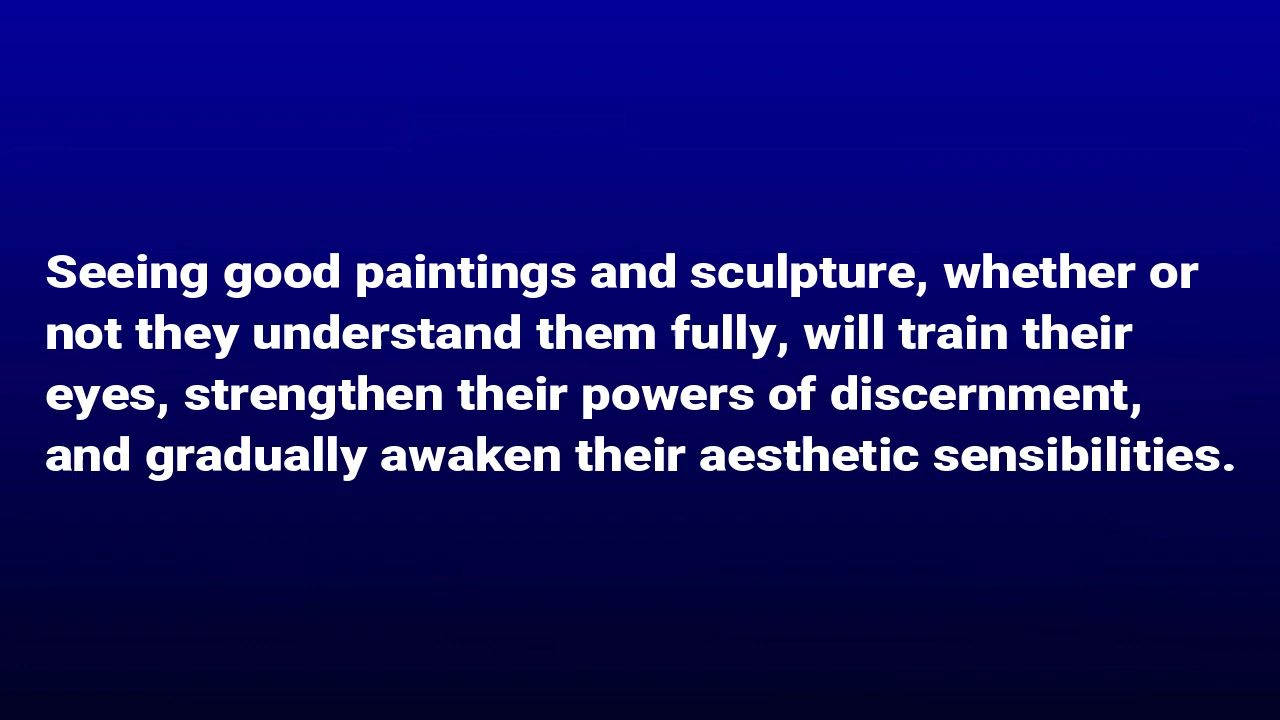 Seeing good paintings and sculpture, whether or
not they understand them fully, will train their
eyes, strengthen their powers of discernment,
and gradually awaken their aesthetic sensibilities.